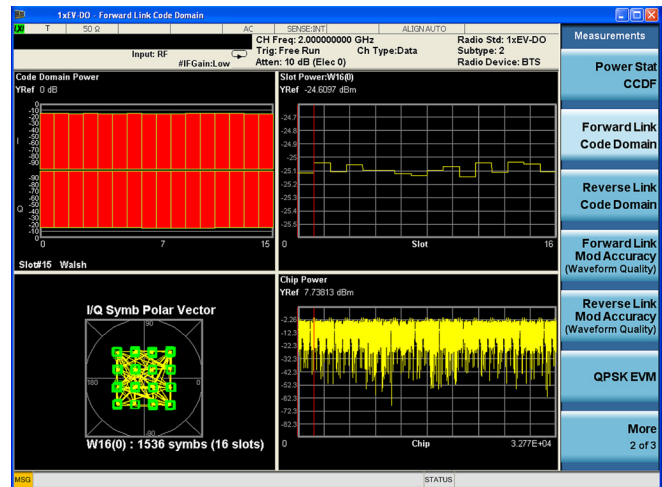 1xEV-DO - Forward Link Code Domain
LXI T 50 Ω AC SENSE:INT ALIGN AUTO
Input: RF
#IFGain:Low
CH Freq: 2.000000000 GHz
Trig: Free Run Ch Type:Data
Atten: 10 dB (Elec 0)
Radio Std: 1xEV-DO
Subtype: 2
Radio Device: BTS
Measurements
Power Stat
CCDF
Forward Link
Code Domain
Reverse Link
Code Domain
Forward Link
Mod Accuracy
(Waveform Quality)
Reverse Link
Mod Accuracy
(Waveform Quality)
QPSK EVM
More
2 of 3
Code Domain Power
YRef 0 dB
0
I
Q
0 7 15
Slot#15 Walsh
Slot Power:W16(0)
YRef -24.6097 dBm
-24.7
-24.8
-24.9
-25
-25.1
-25.2
-25.3
-25.4
-25.5
0 Slot 16
I/Q Symb Polar Vector
90
180 0
-90
W16(0) : 1536 symbs (16 slots)
Chip Power
YRef 7.73813 dBm
-2.26
-12.3
-22.3
-32.3
-42.3
-52.3
-62.3
-72.3
-82.3
0 Chip 3.277E+04
MSG STATUS